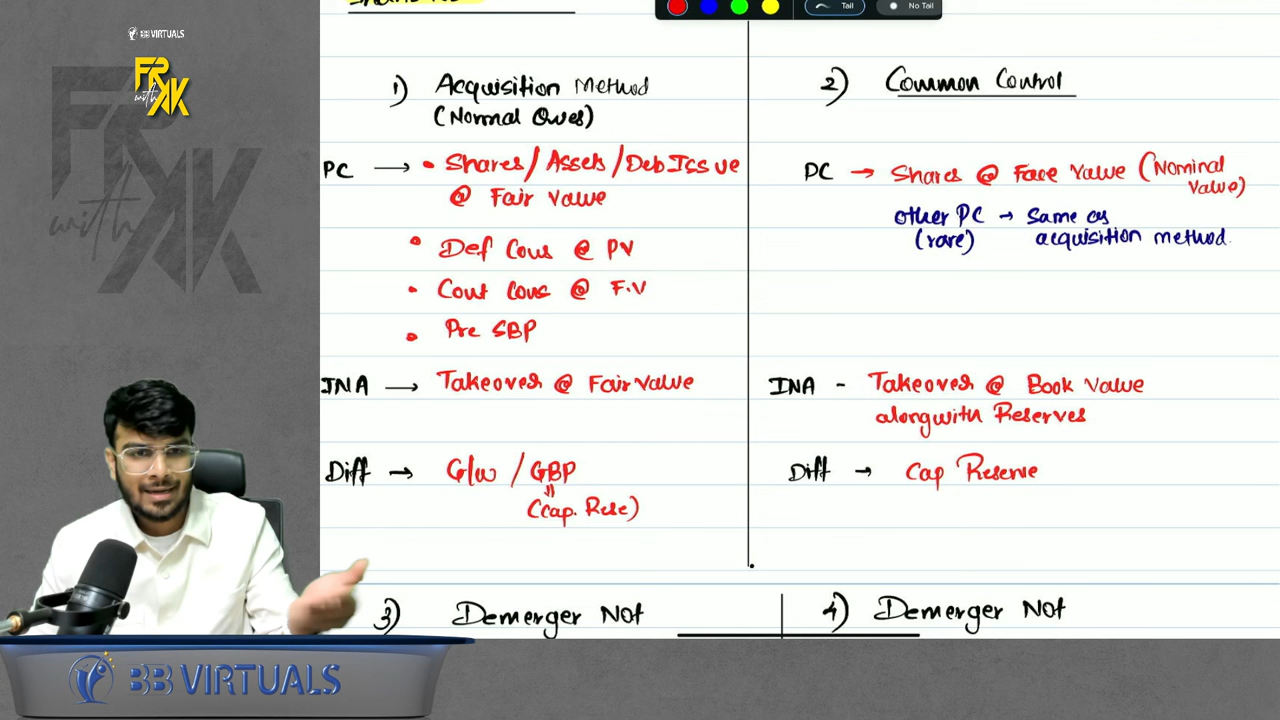 BB VIRTUALS
FR
with
AK
Tail
No Tail
1) Acquisition Method
(Normal Ques)
PC → • Shares / Assets / Deb Issue
@ Fair Value
• Def Cons @ PV
• Cont Cons @ F.V
• Pre SBP
INA → Takeover @ Fair Value
Diff → G/w / GBP
(Cap. Rese)
2) Common Control
PC → Shares @ Face Value (Nominal
Value)
other PC → Same as
(rare) acquisition method.
INA - Takeover @ Book Value
alongwith Reserves
Diff → Cap Reserve
3) Demerger Not
4) Demerger Not
BB VIRTUALS